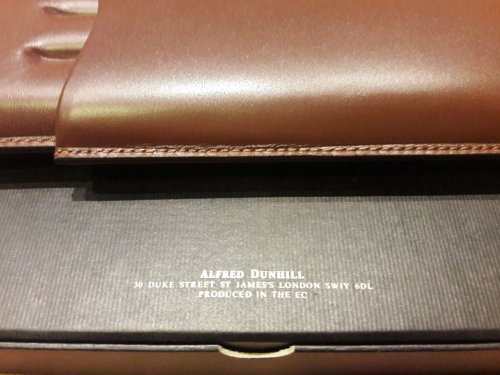 ALFRED DUNHILL
30 DUKE STREET ST JAMES'S LONDON SW1Y 6DL
PRODUCED IN THE EC